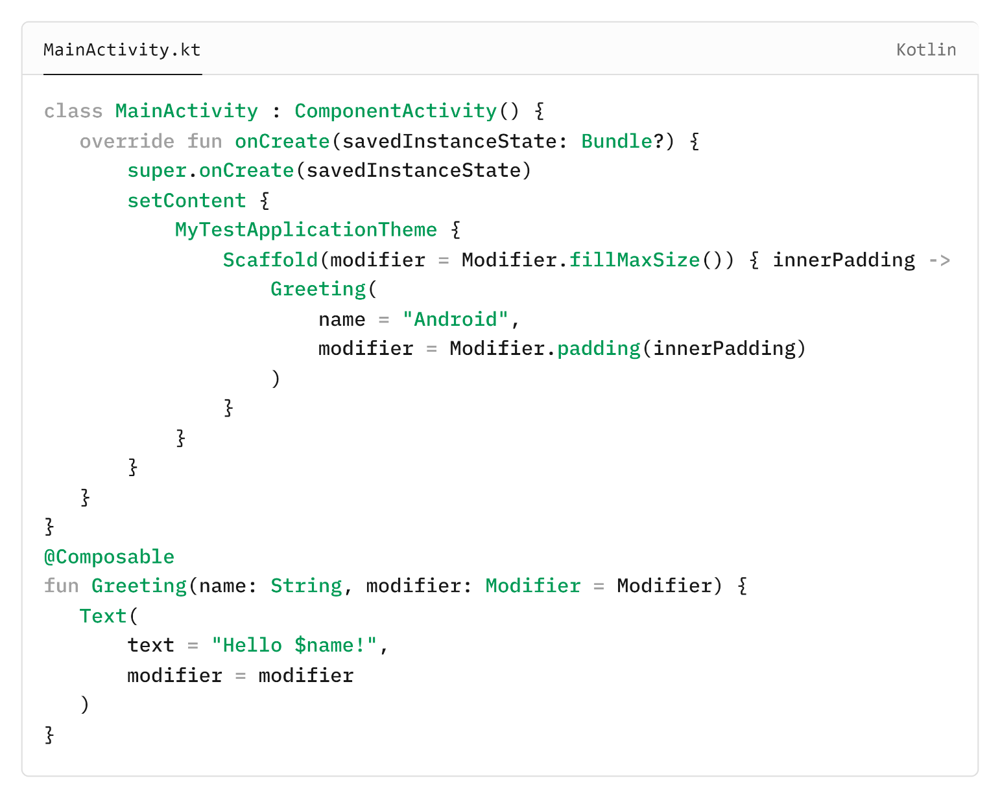 MainActivity.kt
Kotlin
class MainActivity : ComponentActivity() {
   override fun onCreate(savedInstanceState: Bundle?) {
       super.onCreate(savedInstanceState)
       setContent {
           MyTestApplicationTheme {
               Scaffold(modifier = Modifier.fillMaxSize()) { innerPadding ->
                   Greeting(
                       name = "Android",
                       modifier = Modifier.padding(innerPadding)
                   )
               }
           }
       }
   }
}
@Composable
fun Greeting(name: String, modifier: Modifier = Modifier) {
   Text(
       text = "Hello $name!",
       modifier = modifier
   )
}